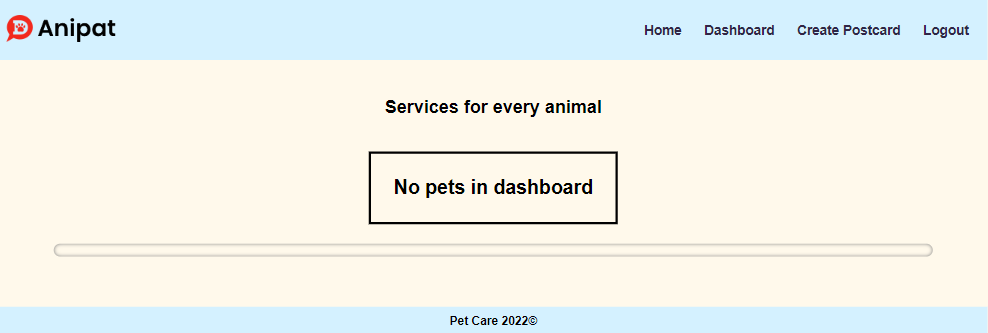 Anipat
Home Dashboard Create Postcard Logout
Services for every animal
No pets in dashboard
Pet Care 2022©